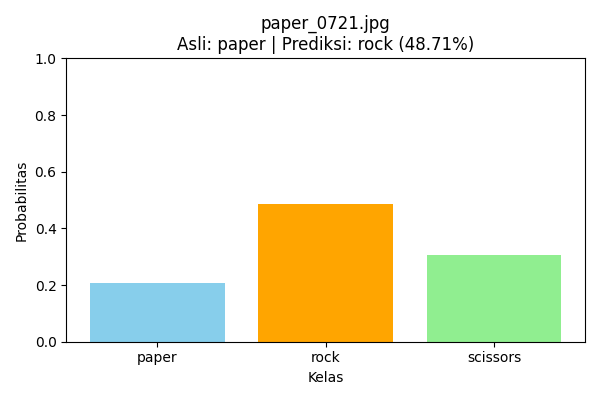 paper_0721.jpg
Asli: paper | Prediksi: rock (48.71%)
1.0
0.8
0.6
0.4
0.2
0.0
Probabilitas
paper rock scissors
Kelas